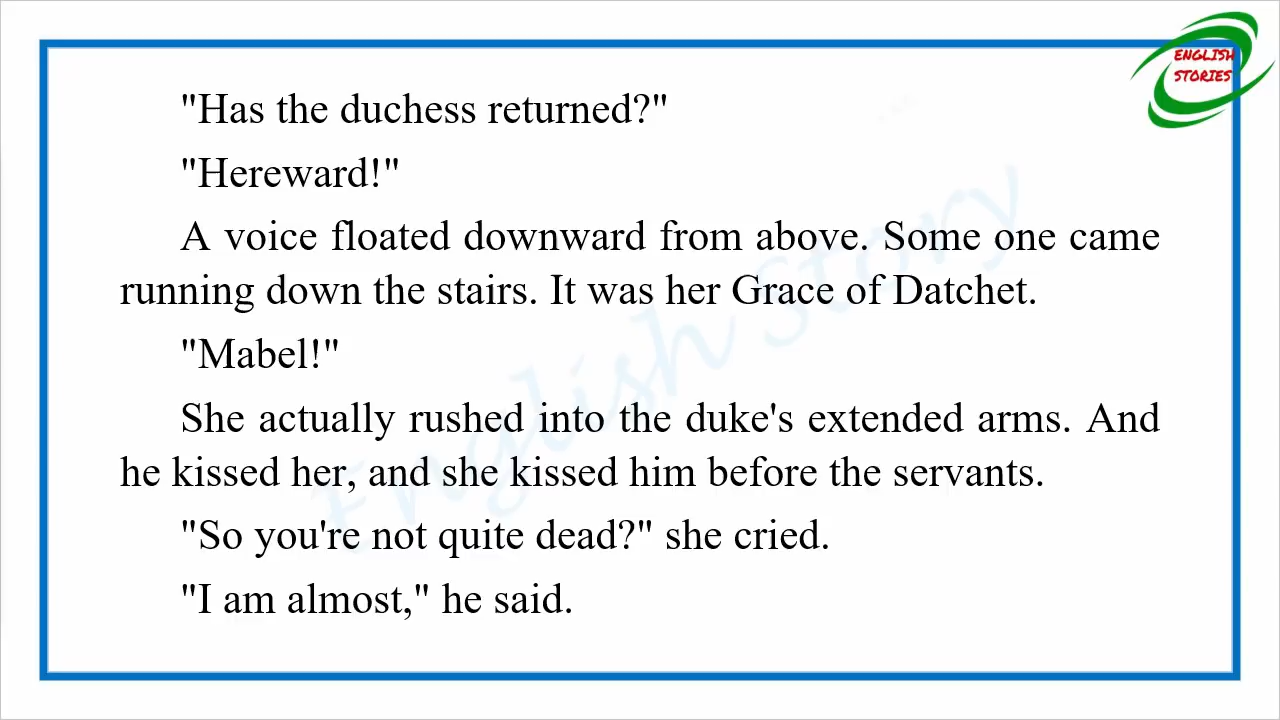 ENGLISH
STORIES
"Has the duchess returned?"
"Hereward!"
A voice floated downward from above. Some one came
running down the stairs. It was her Grace of Datchet.
"Mabel!"
She actually rushed into the duke's extended arms. And
he kissed her, and she kissed him before the servants.
"So you're not quite dead?" she cried.
"I am almost," he said.
English Story